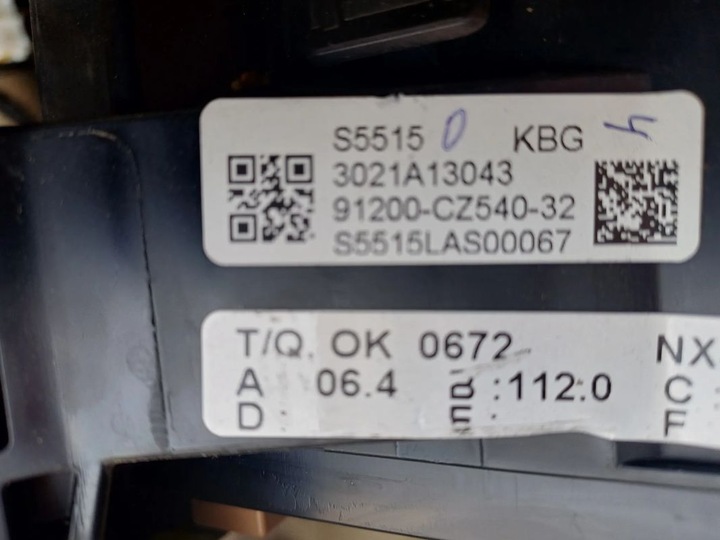 S5515 0 KBG 4
3021A13043
91200-CZ540-32
S5515LAS00067
T/Q. OK 0672 NX
A 06.4 B :112.0 C
D : E : F